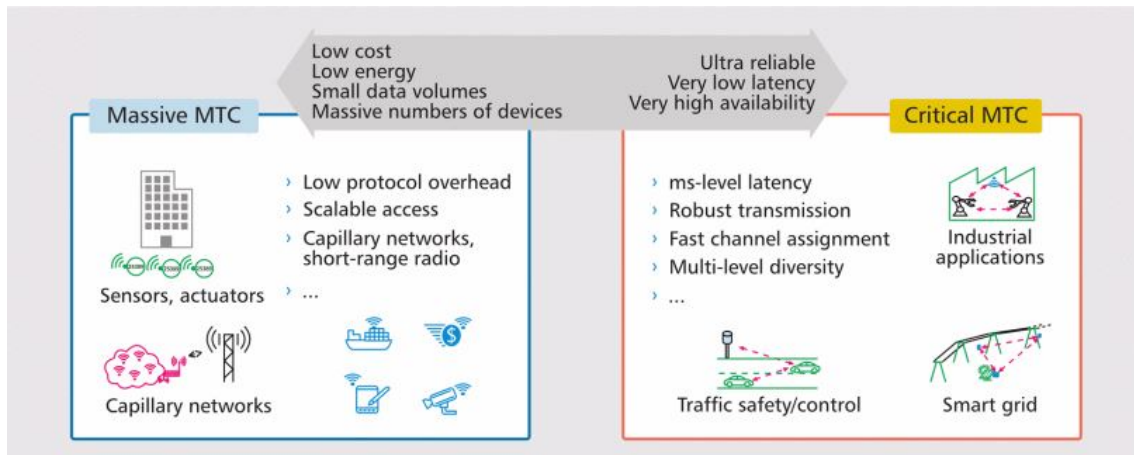 Low cost
Low energy
Small data volumes
Massive numbers of devices
Ultra reliable
Very low latency
Very high availability
Massive MTC
› Low protocol overhead
› Scalable access
› Capillary networks,
short-range radio
› ...
Sensors, actuators
Capillary networks
$
Critical MTC
› ms-level latency
› Robust transmission
› Fast channel assignment
› Multi-level diversity
› ...
Industrial
applications
Traffic safety/control
Smart grid